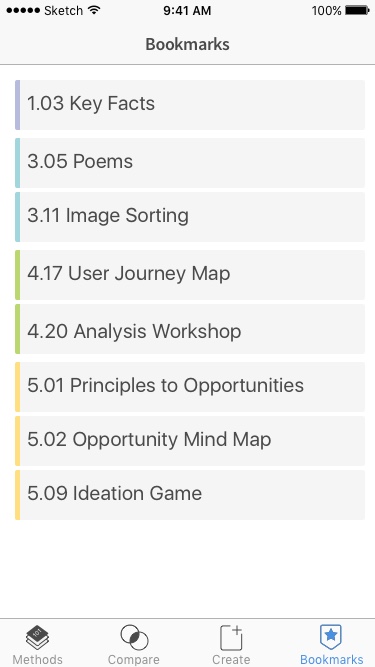 Sketch 9:41 AM 100%
Bookmarks
1.03 Key Facts
3.05 Poems
3.11 Image Sorting
4.17 User Journey Map
4.20 Analysis Workshop
5.01 Principles to Opportunities
5.02 Opportunity Mind Map
5.09 Ideation Game
101
Methods Compare Create Bookmarks